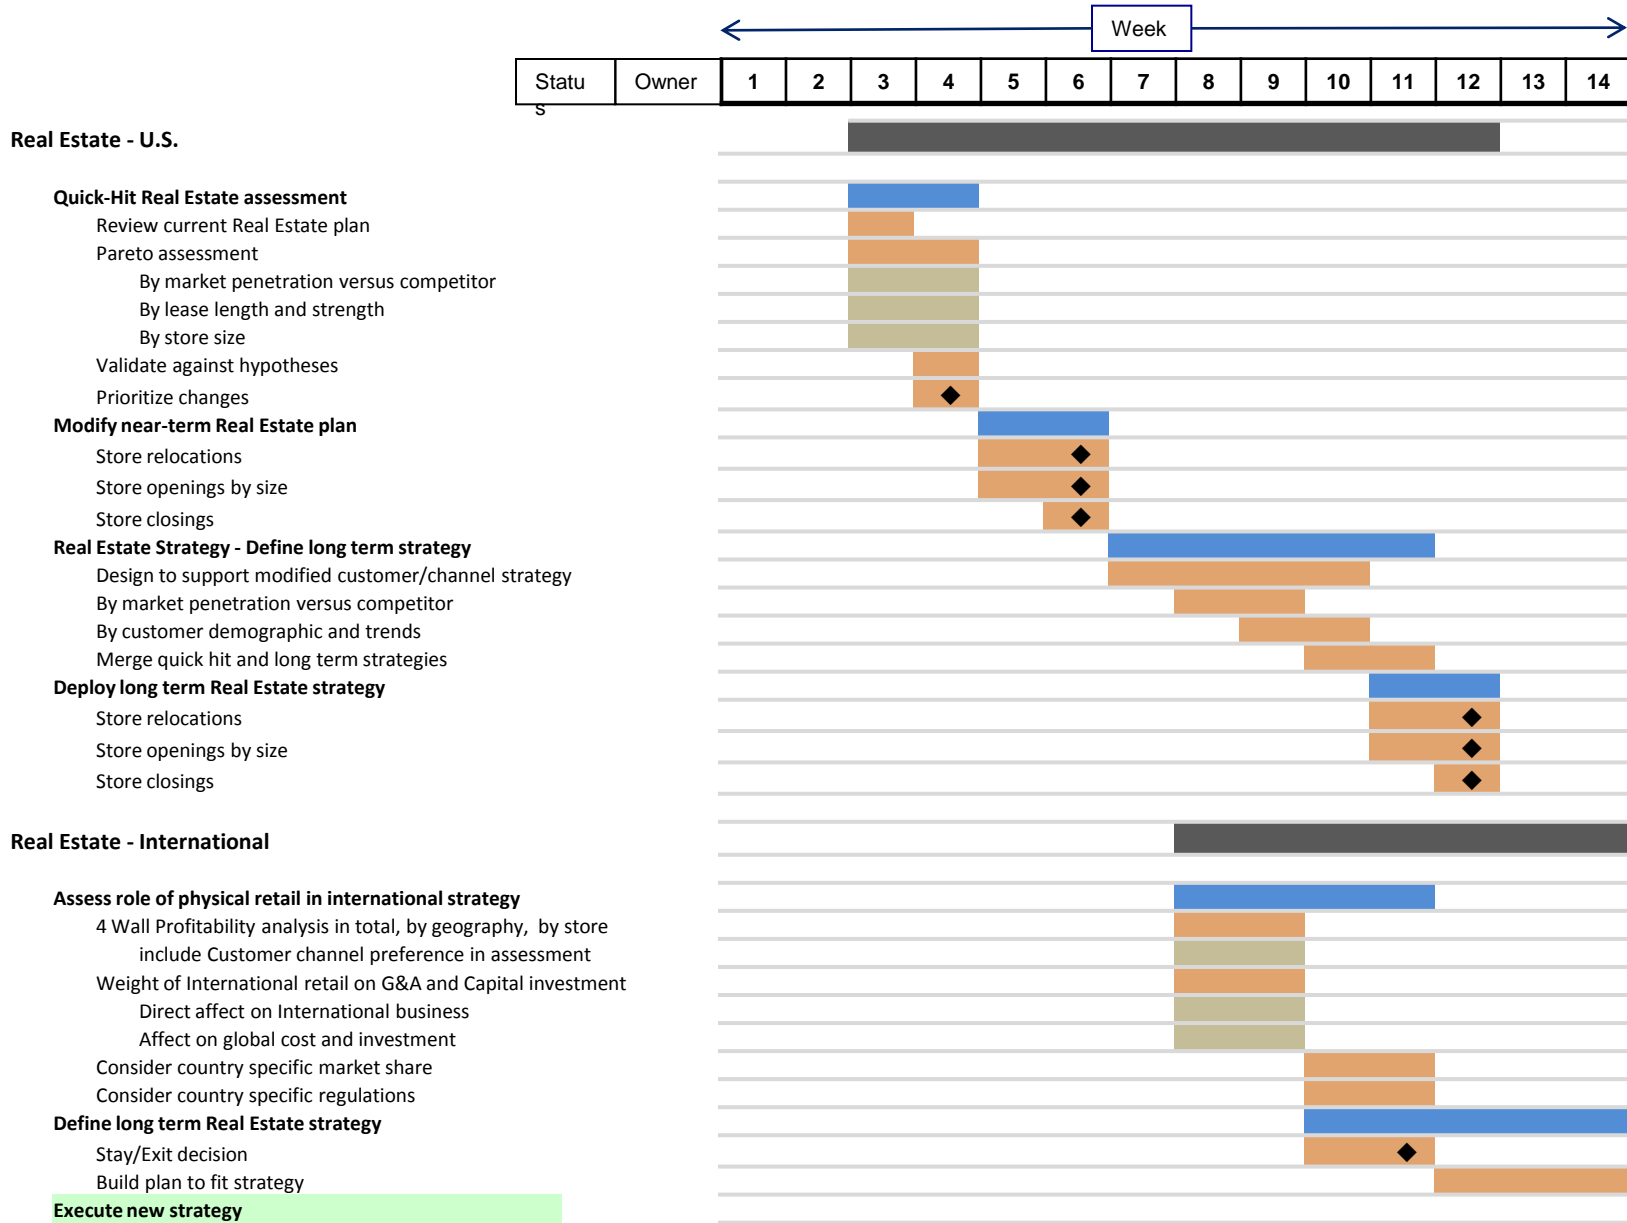 Week
Statu
s
Owner
1 2 3 4 5 6 7 8 9 10 11 12 13 14
Real Estate - U.S.
Quick-Hit Real Estate assessment
Review current Real Estate plan
Pareto assessment
By market penetration versus competitor
By lease length and strength
By store size
Validate against hypotheses
Prioritize changes
Modify near-term Real Estate plan
Store relocations
Store openings by size
Store closings
Real Estate Strategy - Define long term strategy
Design to support modified customer/channel strategy
By market penetration versus competitor
By customer demographic and trends
Merge quick hit and long term strategies
Deploy long term Real Estate strategy
Store relocations
Store openings by size
Store closings
Real Estate - International
Assess role of physical retail in international strategy
4 Wall Profitability analysis in total, by geography, by store
include Customer channel preference in assessment
Weight of International retail on G&A and Capital investment
Direct affect on International business
Affect on global cost and investment
Consider country specific market share
Consider country specific regulations
Define long term Real Estate strategy
Stay/Exit decision
Build plan to fit strategy
Execute new strategy